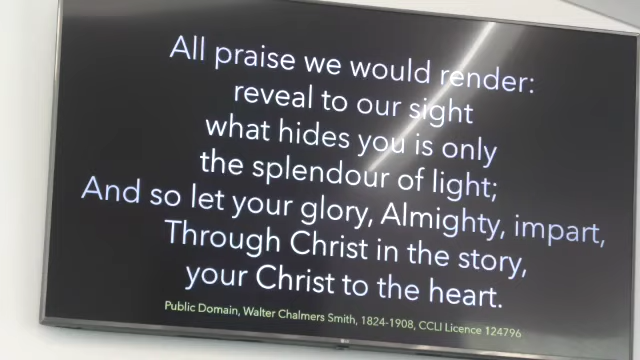 All praise we would render:
reveal to our sight
what hides you is only
the splendour of light;
And so let your glory, Almighty, impart,
Through Christ in the story,
your Christ to the heart.
Public Domain, Walter Chalmers Smith, 1824-1908, CCLI Licence 124796